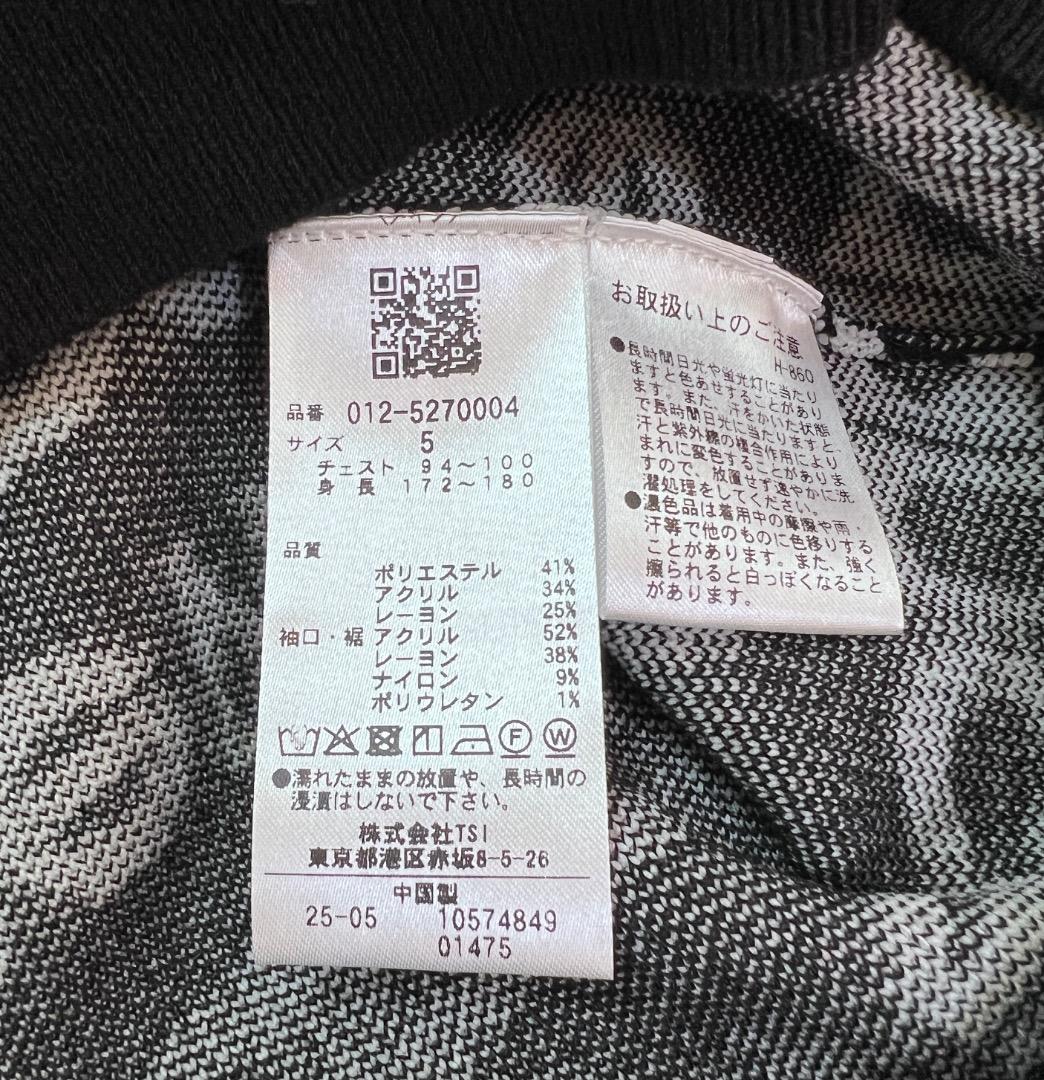 品番 012-5270004
サイズ 5
チェスト 94～100
身長 172～180
品質
ポリエステル 41%
アクリル 34%
レーヨン 25%
袖口・裾 アクリル 52%
レーヨン 38%
ナイロン 9%
ポリウレタン 1%
F W
●濡れたままの放置や、長時間の
浸漬はしないで下さい。
株式会社TSI
東京都港区赤坂8-5-26
中国製
25-05 10574849
01475
お取扱い上のご注意
H-860
●長時間日光や蛍光灯に当たり
ますと色あせすることがあり
ます。また、汗をかいた状態
で長時間日光に当たりますと、
汗と紫外線の複合作用により
まれに変色することがありま
すので、放置せず速やかに洗
濯処理をしてください。
●濃色品は着用中の摩擦や雨・
汗等で他のものに色移りする
ことがあります。また、強く
擦られると白っぽくなること
があります。